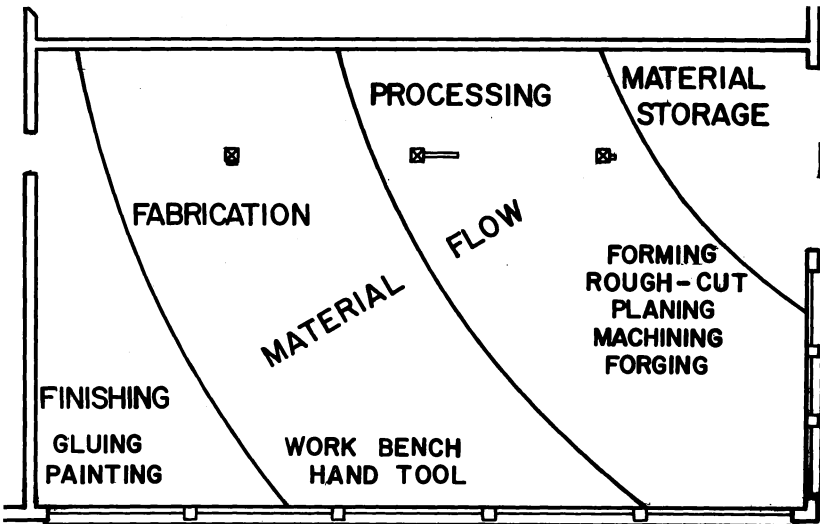 MATERIAL
STORAGE
PROCESSING
FORMING
ROUGH-CUT
PLANING
MACHINING
FORGING
MATERIAL FLOW
FABRICATION
WORK BENCH
HAND TOOL
FINISHING
GLUING
PAINTING